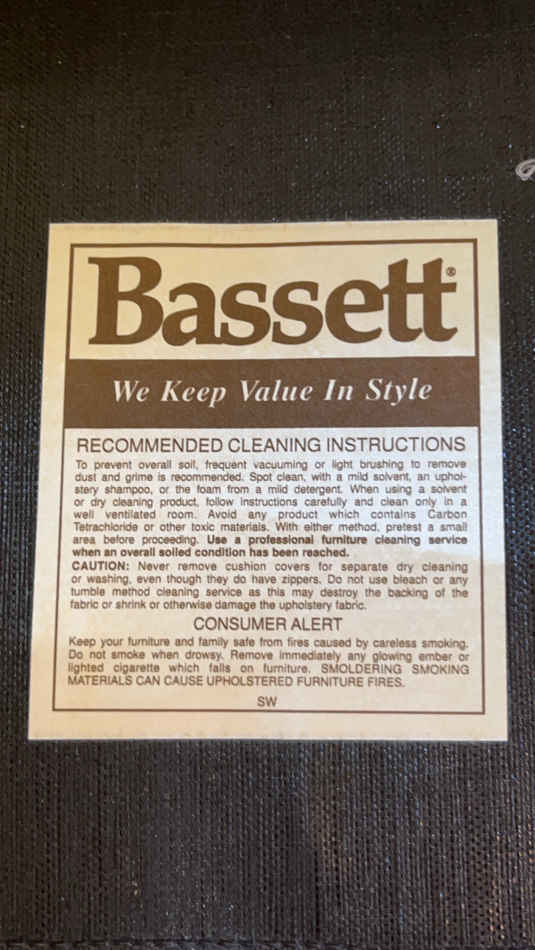 Bassett®
We Keep Value In Style
RECOMMENDED CLEANING INSTRUCTIONS
To prevent overall soil, frequent vacuuming or light brushing to remove
dust and grime is recommended. Spot clean, with a mild solvent, an uphol-
stery shampoo, or the foam from a mild detergent. When using a solvent
or dry cleaning product, follow instructions carefully and clean only in a
well ventilated room. Avoid any product which contains Carbon
Tetrachloride or other toxic materials. With either method, pretest a small
area before proceeding. Use a professional furniture cleaning service
when an overall soiled condition has been reached.
CAUTION: Never remove cushion covers for separate dry cleaning
or washing, even though they do have zippers. Do not use bleach or any
tumble method cleaning service as this may destroy the backing of the
fabric or shrink or otherwise damage the upholstery fabric.
CONSUMER ALERT
Keep your furniture and family safe from fires caused by careless smoking.
Do not smoke when drowsy. Remove immediately any glowing ember or
lighted cigarette which falls on furniture. SMOLDERING SMOKING
MATERIALS CAN CAUSE UPHOLSTERED FURNITURE FIRES.
SW